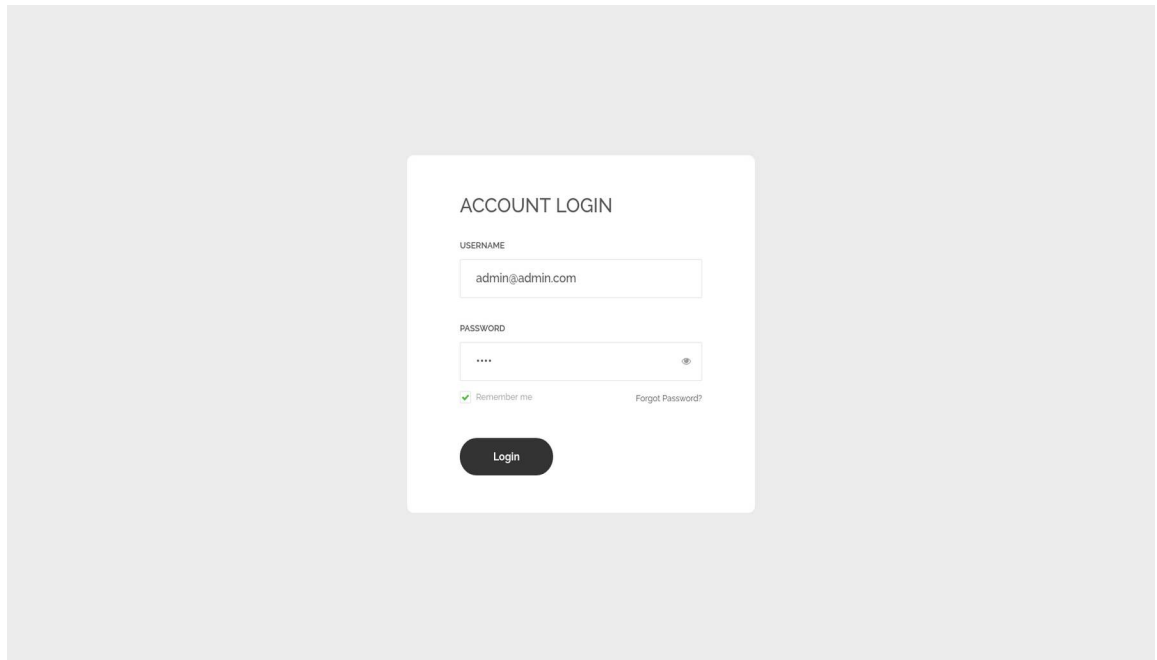 ACCOUNT LOGIN
USERNAME
admin@admin.com
PASSWORD
••••
Remember me
Forgot Password?
Login